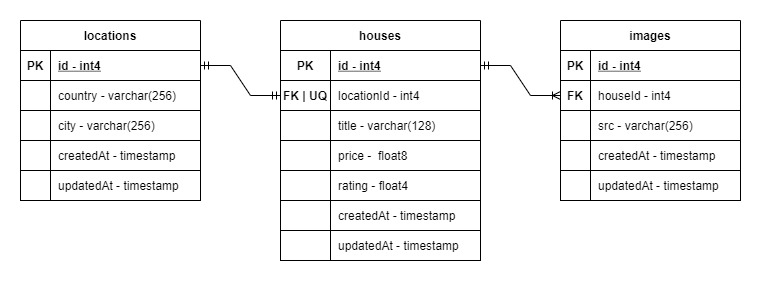 locations
PK id - int4
country - varchar(256)
city - varchar(256)
createdAt - timestamp
updatedAt - timestamp
houses
PK id - int4
FK | UQ locationId - int4
title - varchar(128)
price -  float8
rating - float4
createdAt - timestamp
updatedAt - timestamp
images
PK id - int4
FK houseId - int4
src - varchar(256)
createdAt - timestamp
updatedAt - timestamp